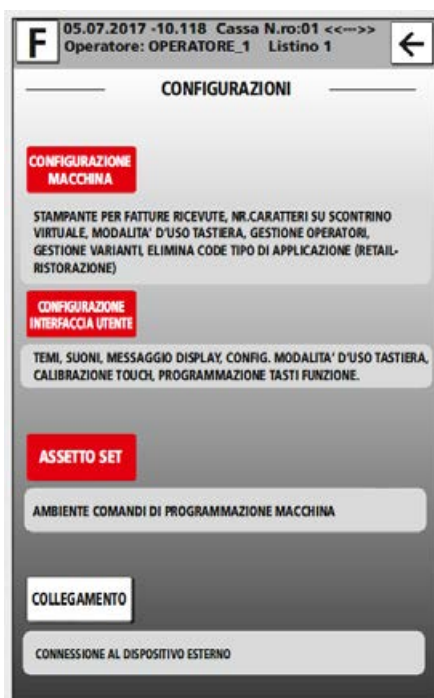 F
05.07.2017 -10.118 Cassa N.ro:01 <<--->>
Operatore: OPERATORE_1 Listino 1
CONFIGURAZIONI
CONFIGURAZIONE
MACCHINA
STAMPANTE PER FATTURE RICEVUTE, NR.CARATTERI SU SCONTRINO
VIRTUALE, MODALITA' D'USO TASTIERA, GESTIONE OPERATORI,
GESTIONE VARIANTI, ELIMINA CODE TIPO DI APPLICAZIONE (RETAIL-
RISTORAZIONE)
CONFIGURAZIONE
INTERFACCIA UTENTE
TEMI, SUONI, MESSAGGIO DISPLAY, CONFIG. MODALITA' D'USO TASTIERA,
CALIBRAZIONE TOUCH, PROGRAMMAZIONE TASTI FUNZIONE.
ASSETTO SET
AMBIENTE COMANDI DI PROGRAMMAZIONE MACCHINA
COLLEGAMENTO
CONNESSIONE AL DISPOSITIVO ESTERNO